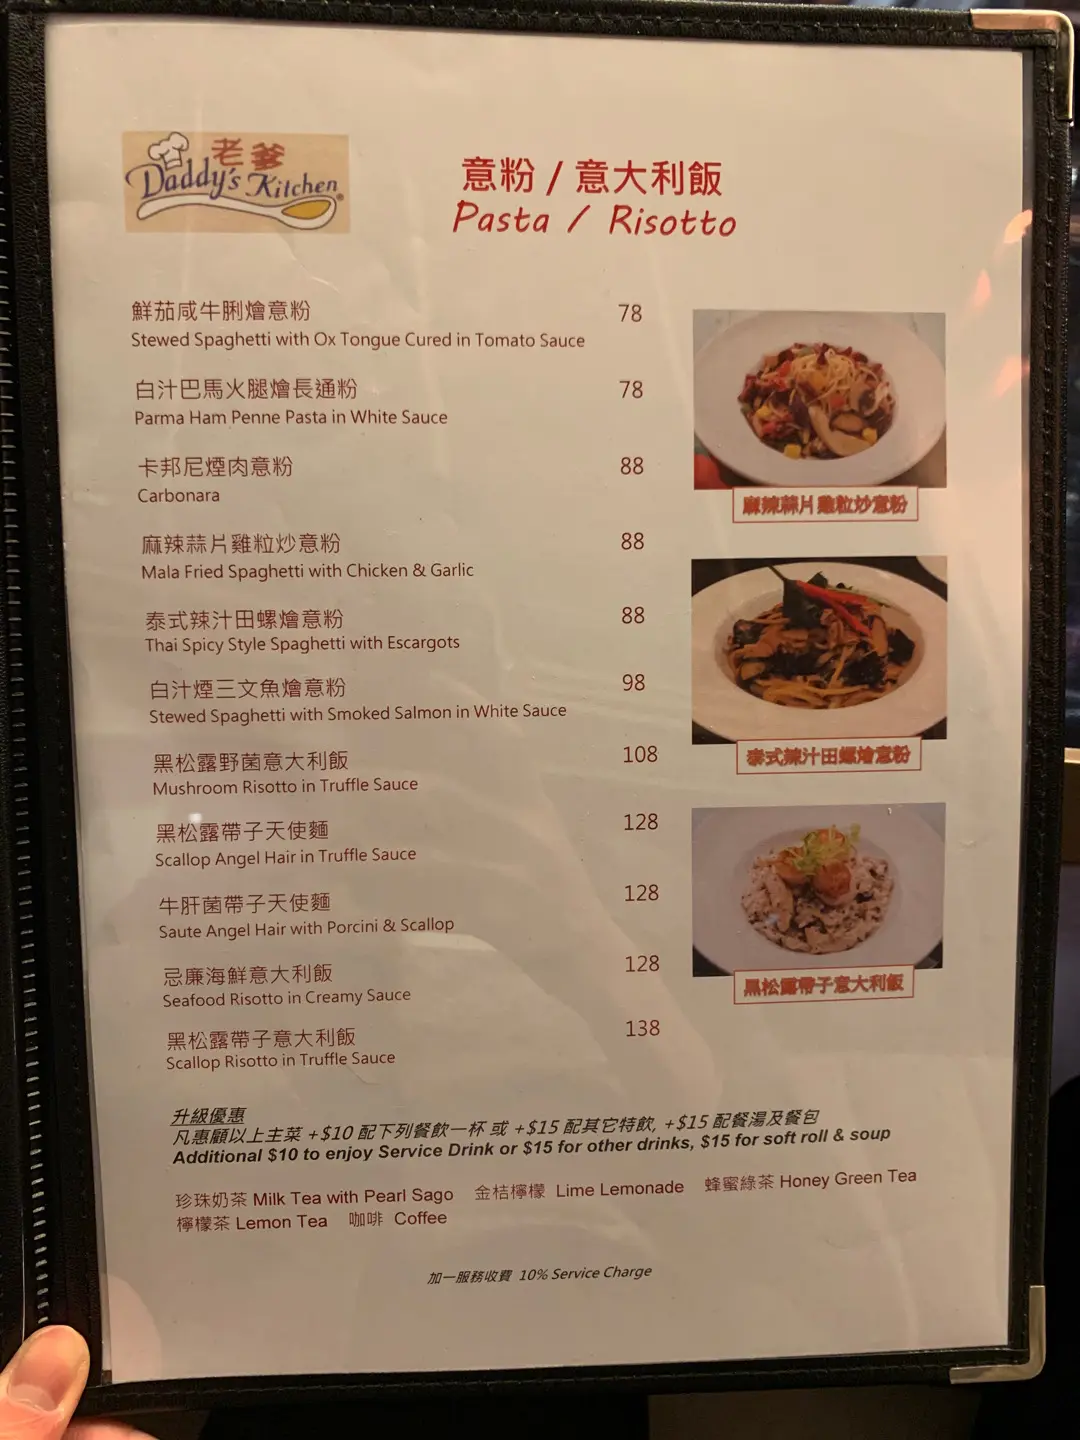 老爹
Daddy's Kitchen
意粉 / 意大利飯
Pasta / Risotto
鮮茄咸牛脷燴意粉 78
Stewed Spaghetti with Ox Tongue Cured in Tomato Sauce
白汁巴馬火腿燴長通粉 78
Parma Ham Penne Pasta in White Sauce
卡邦尼煙肉意粉 88
Carbonara
麻辣蒜片雞粒炒意粉 88
Mala Fried Spaghetti with Chicken & Garlic
泰式辣汁田螺燴意粉 88
Thai Spicy Style Spaghetti with Escargots
白汁煙三文魚燴意粉 98
Stewed Spaghetti with Smoked Salmon in White Sauce
黑松露野菌意大利飯 108
Mushroom Risotto in Truffle Sauce
黑松露帶子天使麵 128
Scallop Angel Hair in Truffle Sauce
牛肝菌帶子天使麵 128
Saute Angel Hair with Porcini & Scallop
忌廉海鮮意大利飯 128
Seafood Risotto in Creamy Sauce
黑松露帶子意大利飯 138
Scallop Risotto in Truffle Sauce
麻辣蒜片雞粒炒意粉
泰式辣汁田螺燴意粉
黑松露帶子意大利飯
升級優惠
凡惠顧以上主菜 +$10 配下列餐飲一杯 或 +$15 配其它特飲, +$15 配餐湯及餐包
Additional $10 to enjoy Service Drink or $15 for other drinks, $15 for soft roll & soup
珍珠奶茶 Milk Tea with Pearl Sago 金桔檸檬 Lime Lemonade 蜂蜜綠茶 Honey Green Tea
檸檬茶 Lemon Tea 咖啡 Coffee
加一服務收費 10% Service Charge